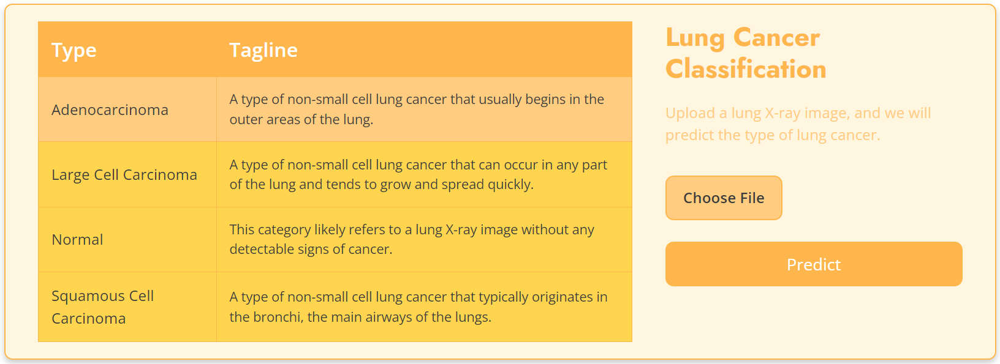 Type Tagline
Adenocarcinoma
A type of non-small cell lung cancer that usually begins in the
outer areas of the lung.
Large Cell Carcinoma
A type of non-small cell lung cancer that can occur in any part
of the lung and tends to grow and spread quickly.
Normal
This category likely refers to a lung X-ray image without any
detectable signs of cancer.
Squamous Cell
Carcinoma
A type of non-small cell lung cancer that typically originates in
the bronchi, the main airways of the lungs.
Lung Cancer
Classification
Upload a lung X-ray image, and we will
predict the type of lung cancer.
Choose File
Predict